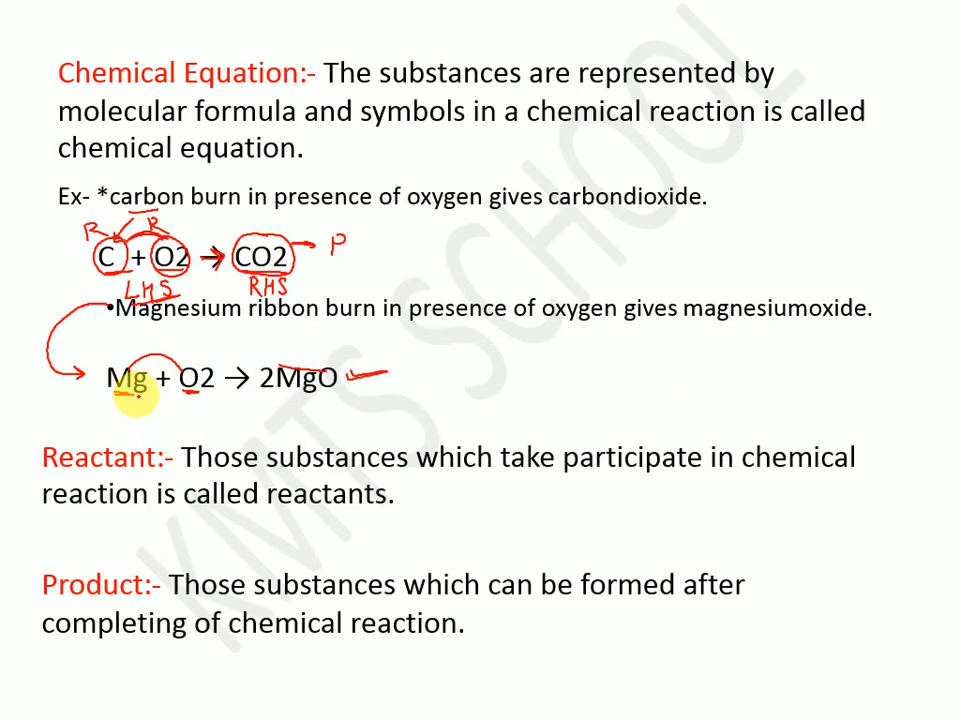 Chemical Equation:- The substances are represented by
molecular formula and symbols in a chemical reaction is called
chemical equation.
Ex- *carbon burn in presence of oxygen gives carbondioxide.
R R P
C + O2 → CO2
LHS RHS
•Magnesium ribbon burn in presence of oxygen gives magnesiumoxide.
Mg + O2 → 2MgO
Reactant:- Those substances which take participate in chemical
reaction is called reactants.
Product:- Those substances which can be formed after
completing of chemical reaction.
KMTS SCHOOL